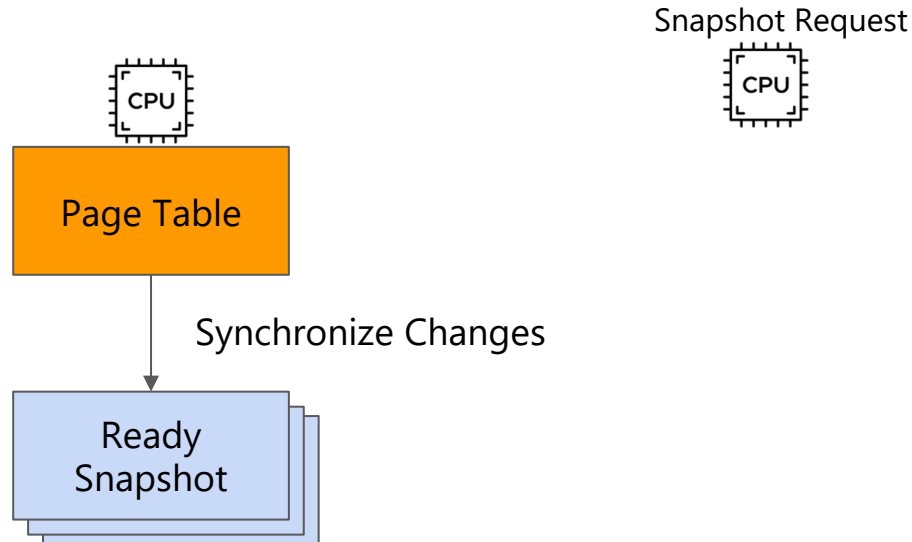 Snapshot Request
CPU
CPU
Page Table
Synchronize Changes
Ready
Snapshot